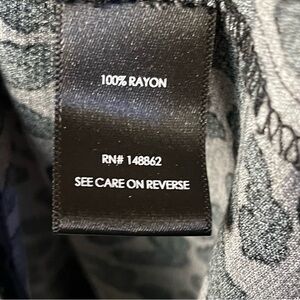 100% RAYON
RN# 148862
SEE CARE ON REVERSE